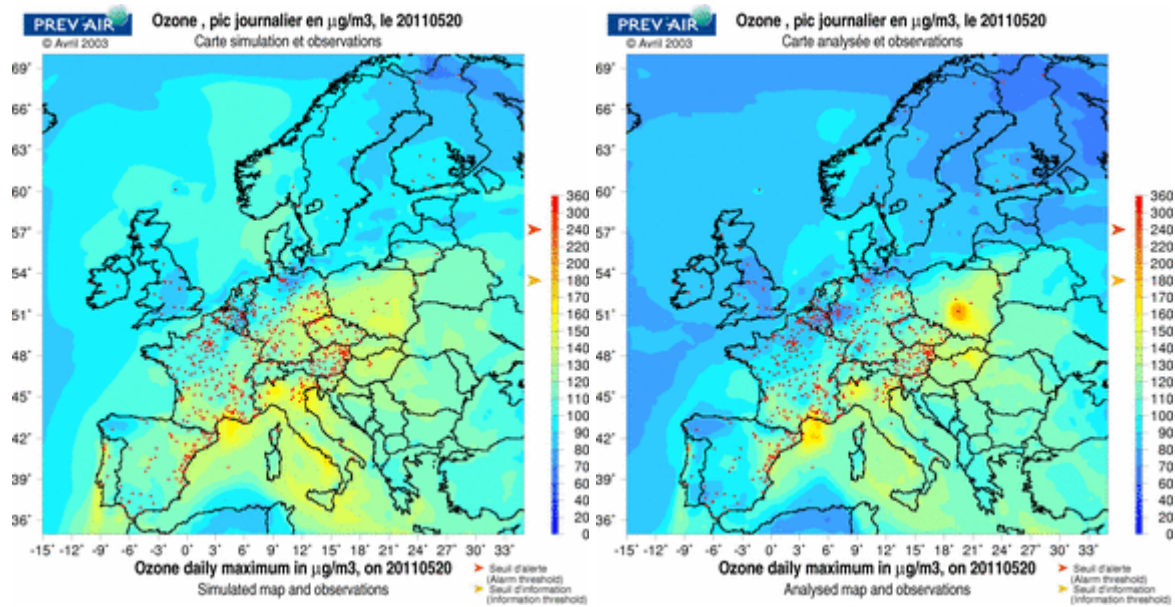 PREV·AIR
© Avril 2003
Ozone , pic journalier en µg/m3, le 20110520
Carte simulation et observations
69°
66°
63°
60°
57°
54°
51°
48°
45°
42°
39°
36°
-15° -12° -9° -6° -3° 0° 3° 6° 9° 12° 15° 18° 21° 24° 27° 30° 33°
360
300
240
220
200
180
160
140
130
120
110
100
90
80
70
60
40
20
0
Ozone daily maximum in µg/m3, on 20110520
Simulated map and observations
Seuil d'alerte
(Alarm threshold)
Seuil d'information
(Information threshold)
PREV·AIR
© Avril 2003
Ozone , pic journalier en µg/m3, le 20110520
Carte analysée et observations
69°
66°
63°
60°
57°
54°
51°
48°
45°
42°
39°
36°
-15° -12° -9° -6° -3° 0° 3° 6° 9° 12° 15° 18° 21° 24° 27° 30° 33°
360
300
240
220
200
180
160
140
130
120
110
100
90
80
70
60
40
20
0
Ozone daily maximum in µg/m3, on 20110520
Analysed map and observations
Seuil d'alerte
(Alarm threshold)
Seuil d'information
(Information threshold)